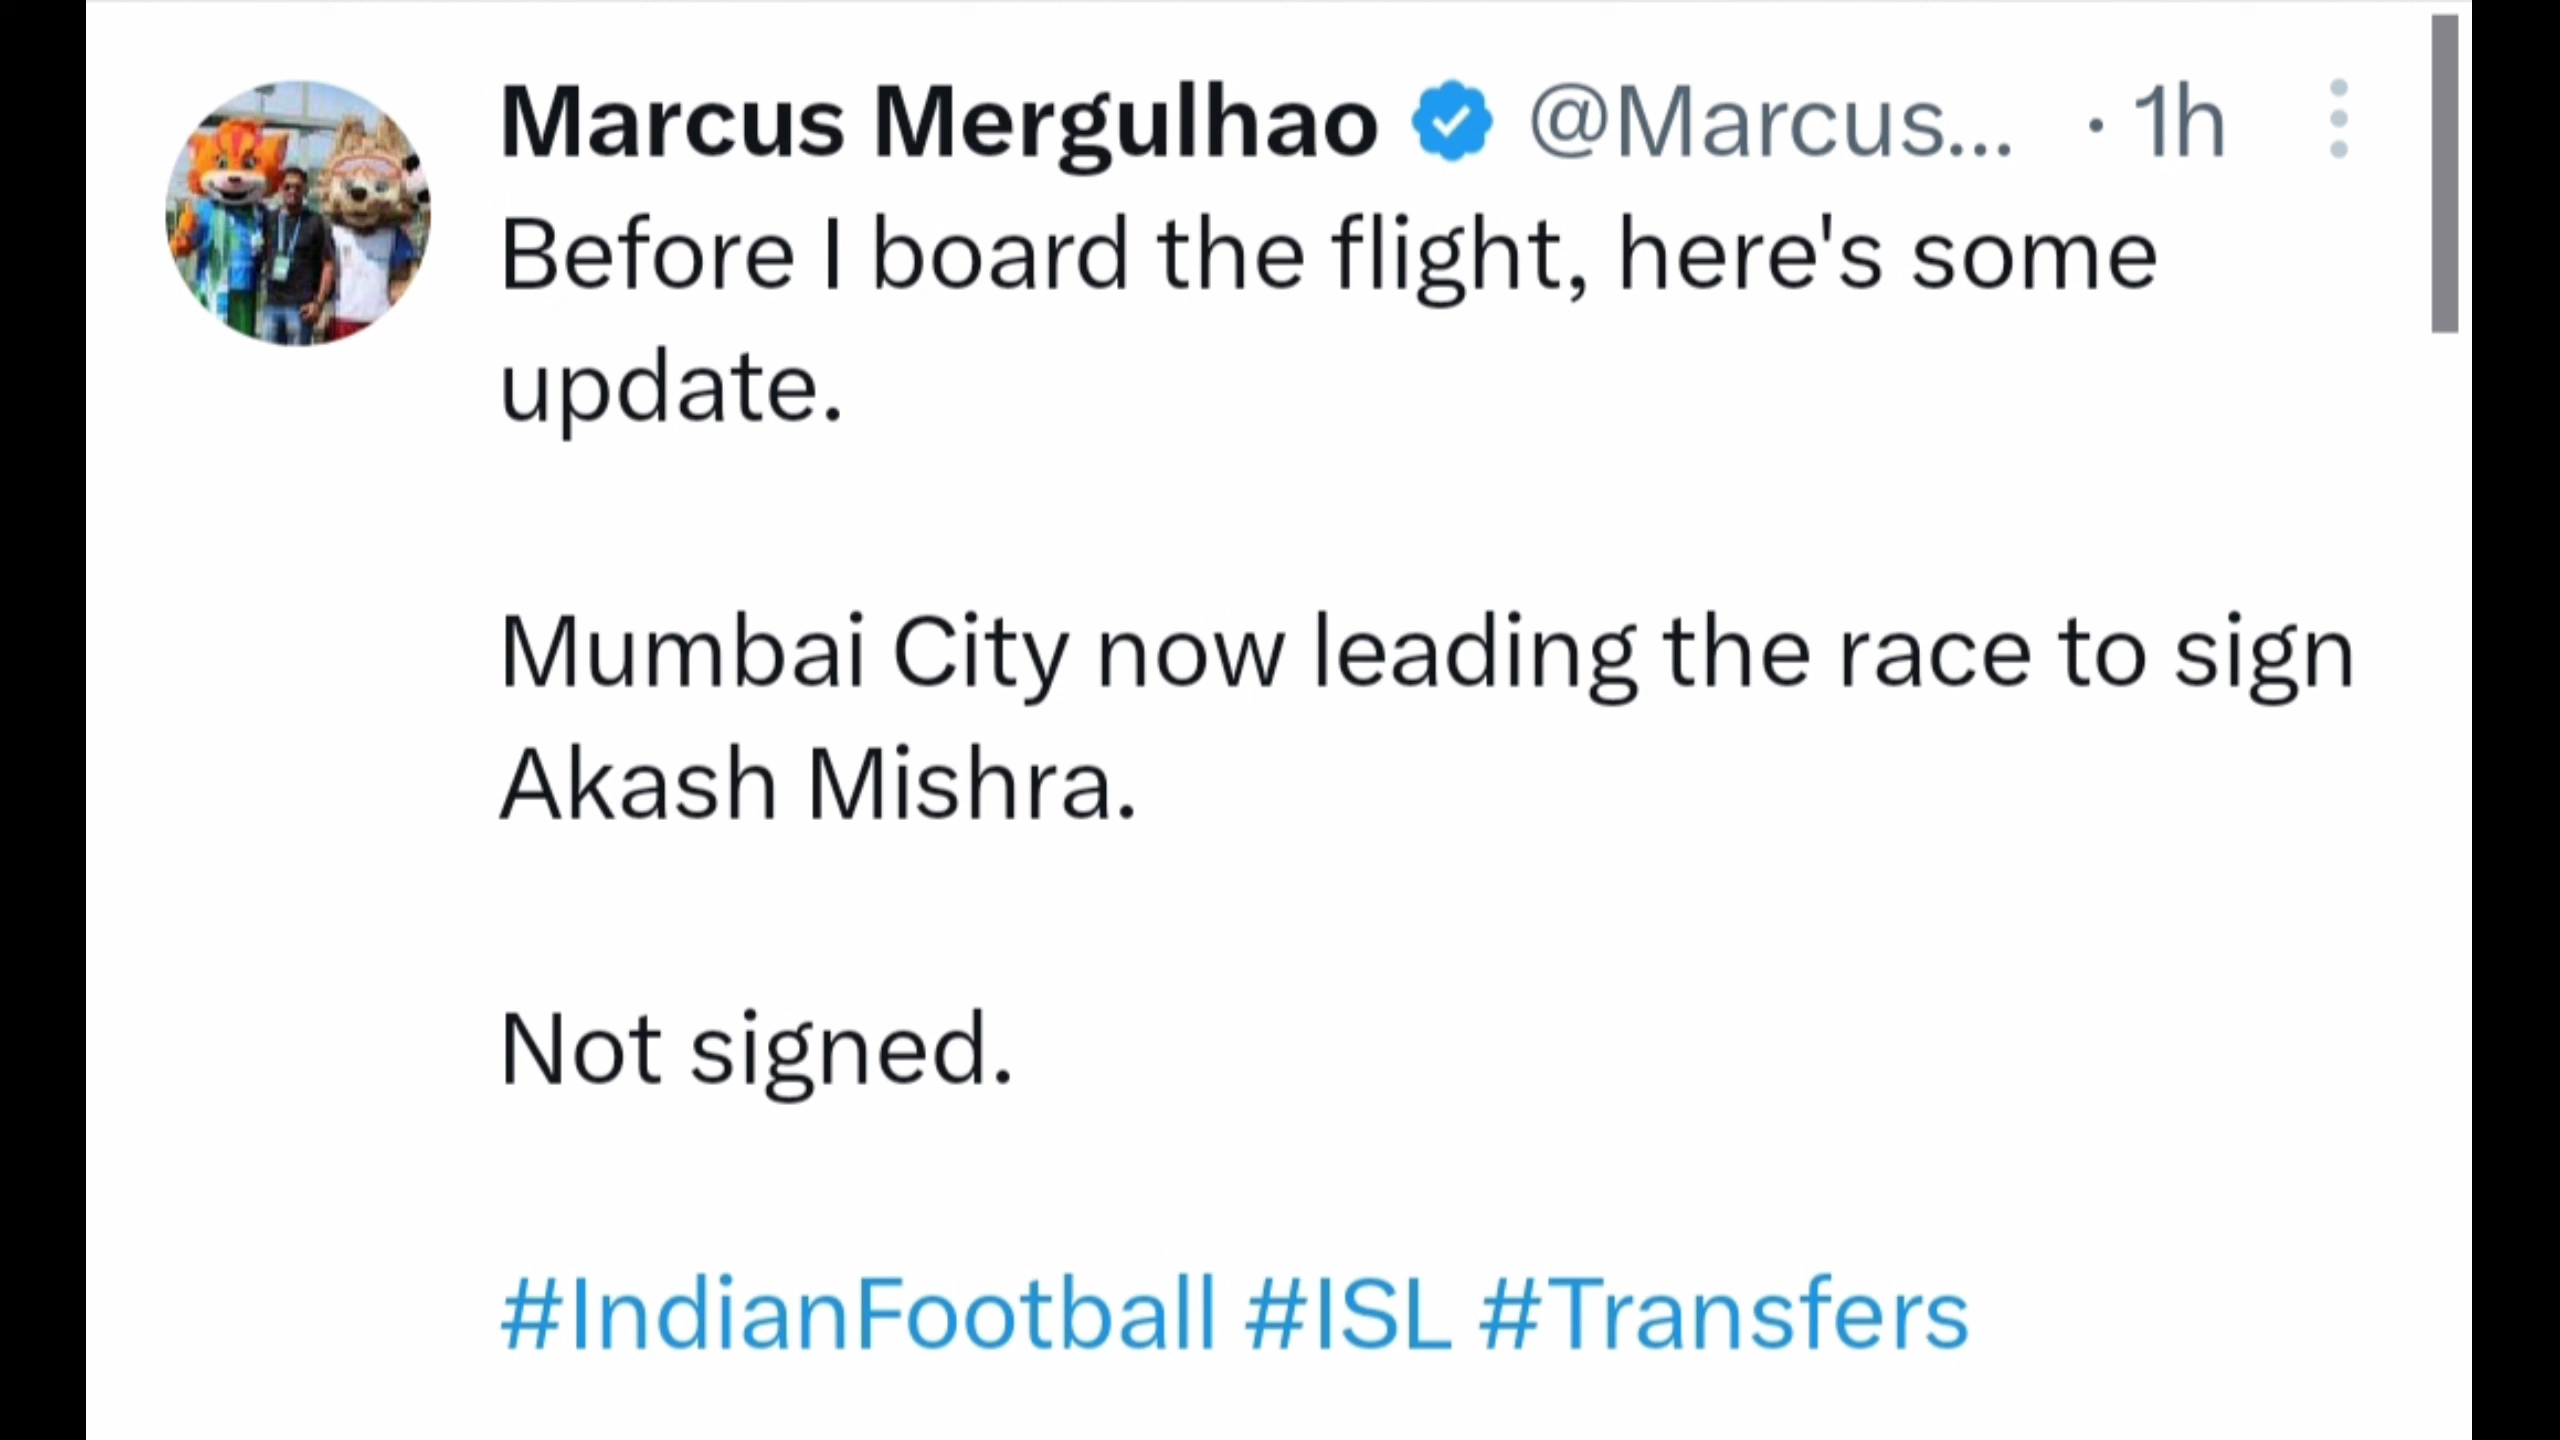 Marcus Mergulhao @Marcus... · 1h
Before I board the flight, here's some
update.
Mumbai City now leading the race to sign
Akash Mishra.
Not signed.
#IndianFootball #ISL #Transfers